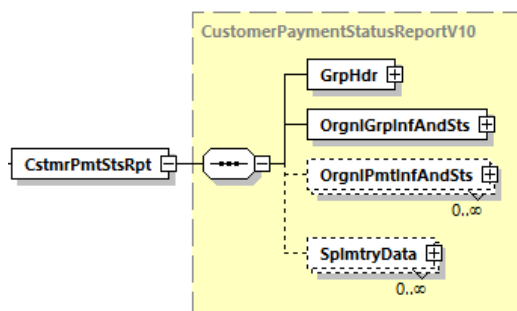 CustomerPaymentStatusReportV10
GrpHdr
OrgnlGrpInfAndSts
CstmrPmtStsRpt
OrgnlPmtInfAndSts
0..∞
SplmtryData
0..∞